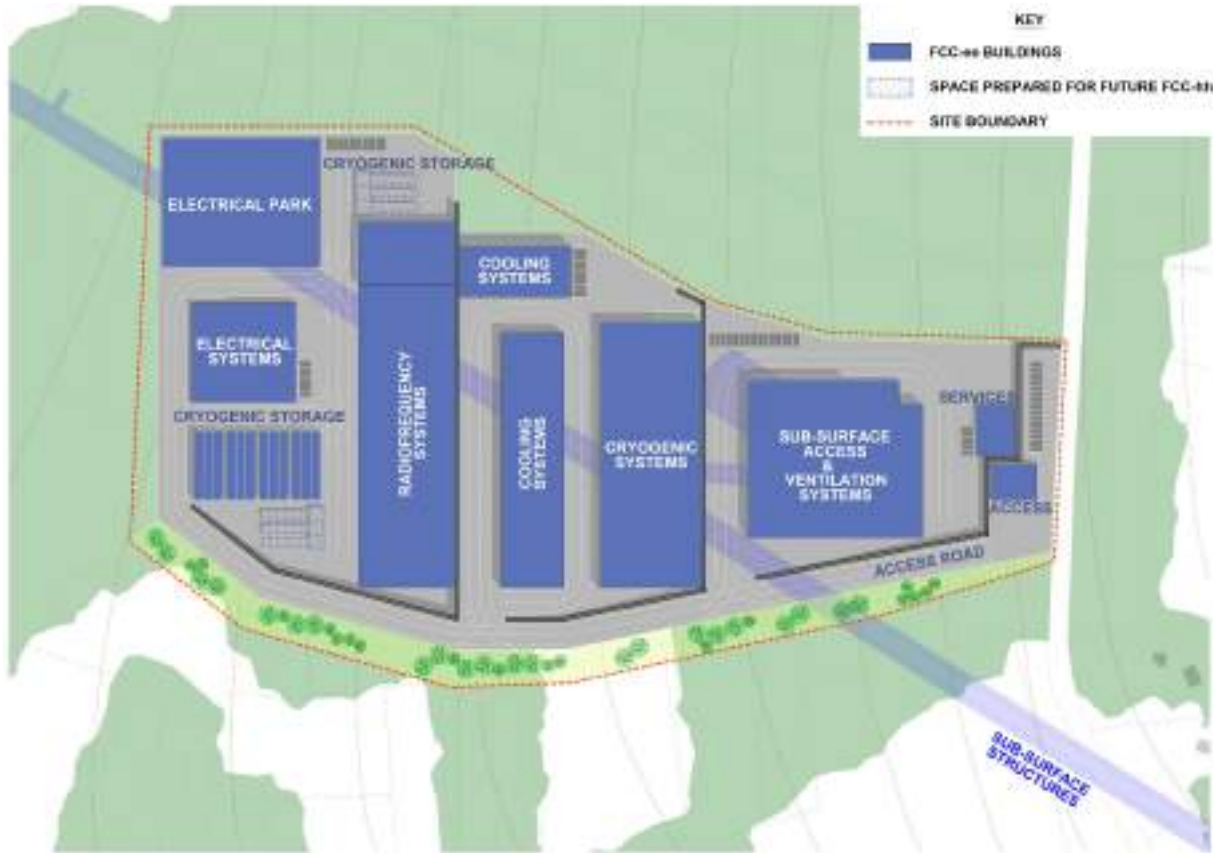 KEY
FCC-ee BUILDINGS
SPACE PREPARED FOR FUTURE FCC-hh
SITE BOUNDARY
CRYOGENIC STORAGE
ELECTRICAL PARK
COOLING
SYSTEMS
ELECTRICAL
SYSTEMS
CRYOGENIC STORAGE
RADIOFREQUENCY
SYSTEMS
COOLING
SYSTEMS
CRYOGENIC
SYSTEMS
SUB-SURFACE
ACCESS
&
VENTILATION
SYSTEMS
SERVICES
ACCESS
ACCESS ROAD
SUB-SURFACE
STRUCTURES